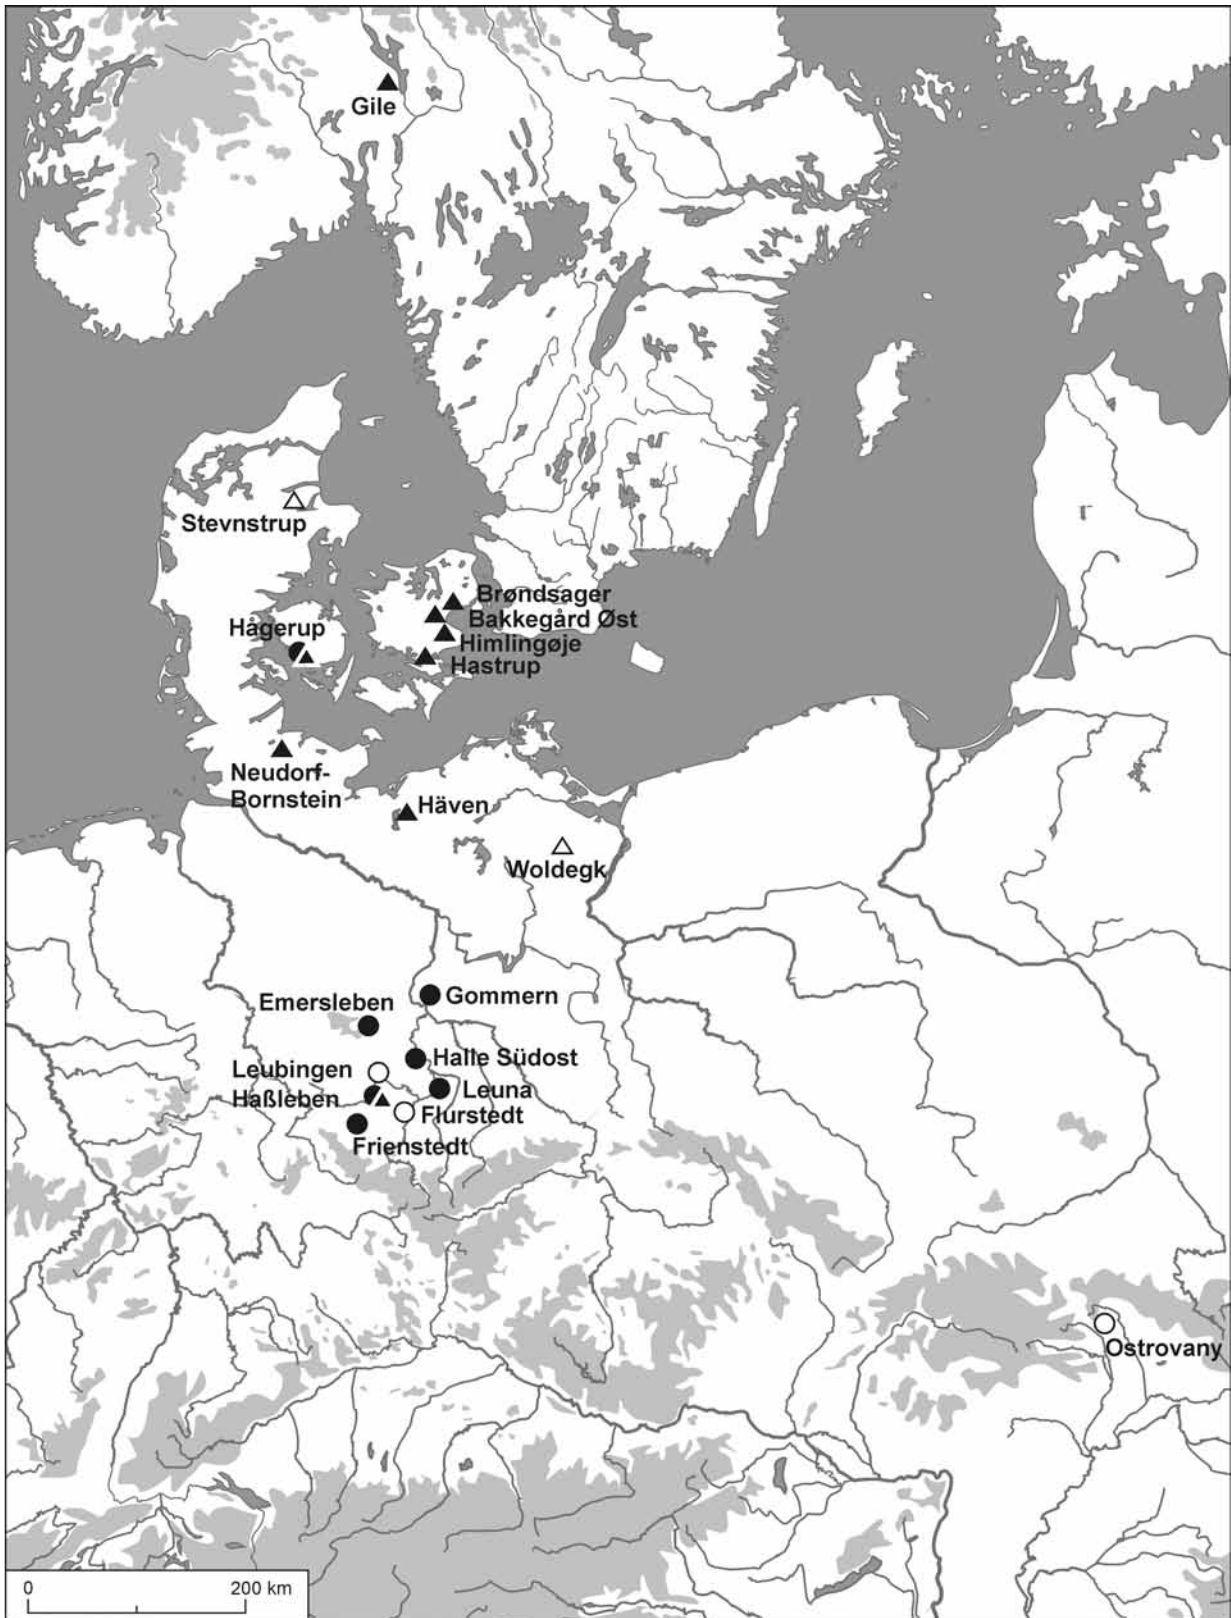 Gile
Stevnstrup
Brøndsager
Bakkegård Øst
Hågerup
Himlingøje
Hastrup
Neudorf-
Bornstein
Häven
Woldegk
Emersleben
Gommern
Halle Südost
Leubingen
Leuna
Haßleben
Flurstedt
Frienstedt
Ostrovany
0 200 km